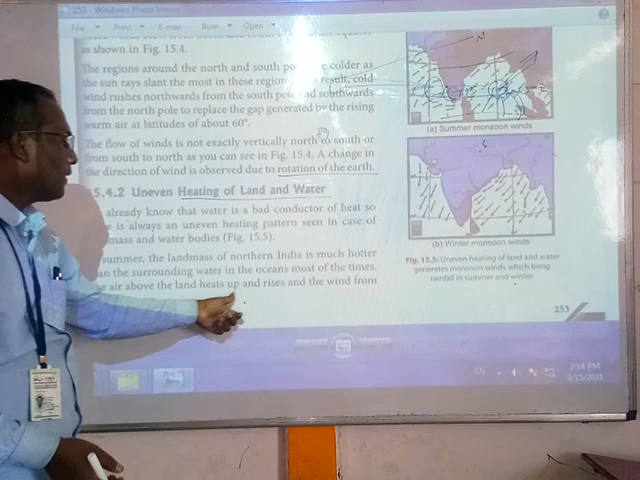 253 - Windows Photo Viewer
File Print E-mail Burn Open
as shown in Fig. 15.4.
The regions around the north and south colder as
the sun rays slant the most in these region result, cold
wind rushes northwards from the south pole and southwards
from the north pole to replace the gap generated by the rising
warm air at latitudes of about 60°.
The flow of winds is not exactly vertically north to south or
from south to north as you can see in Fig. 15.4. A change in
the direction of wind is observed due to rotation of the earth.
15.4.2 Uneven Heating of Land and Water
already know that water is a bad conductor of heat so
is always an uneven heating pattern seen in case of
mass and water bodies (Fig. 15.5).
summer, the landmass of northern India is much hotter
than the surrounding water in the oceans most of the times.
air above the land heats up and rises and the wind from
(a) Summer monsoon winds
(b) Winter monsoon winds
Fig. 15.5: Uneven heating of land and water
generates monsoon winds which bring
rainfall in summer and winter
253
EN
2:14 PM
3/15/2021